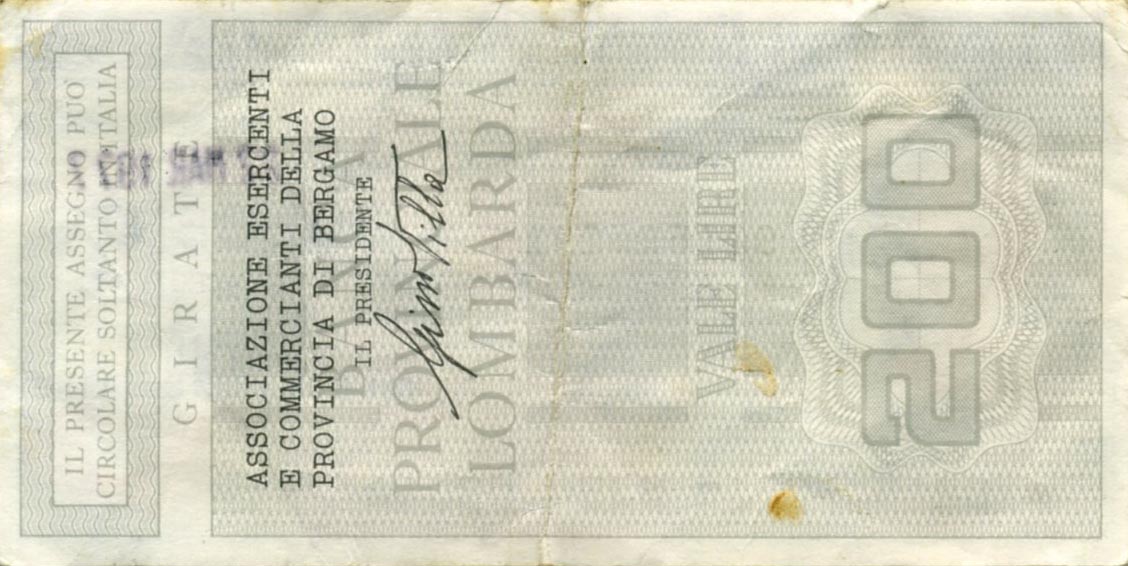 IL PRESENTE ASSEGNO PUO'
CIRCOLARE SOLTANTO IN ITALIA
GIRATE
ASSOCIAZIONE ESERCENTI
E COMMERCIANTI DELLA
PROVINCIA DI BERGAMO
IL PRESIDENTE
BANCA
PROVINCIALE
LOMBARDA
VALE LIRE
200